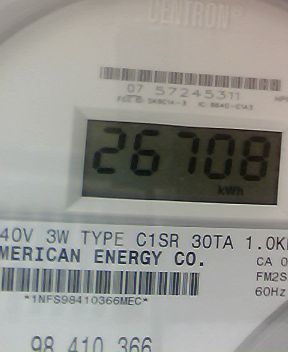 CENTRON®
07 57245311
26708
kWh
40V 3W TYPE C1SR 30TA 1.0K
MERICAN ENERGY CO.
CA 0
FM2S
*1NFS98410366MEC*
60Hz
98 410 366